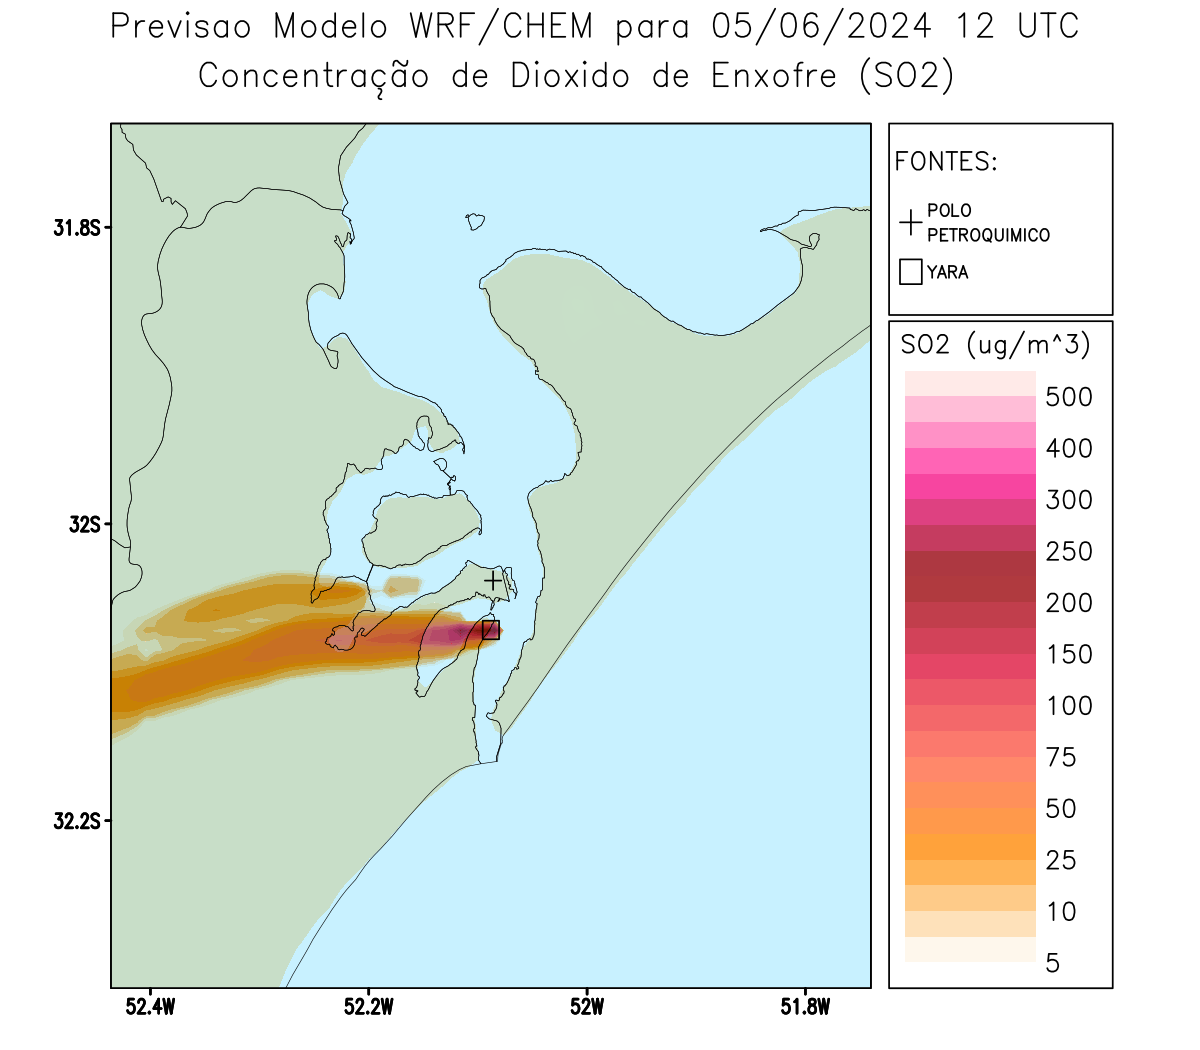 Previsao Modelo WRF/CHEM para 05/06/2024 12 UTC
Concentração de Dioxido de Enxofre (SO2)
FONTES:
POLO
PETROQUIMICO
YARA
SO2 (ug/m^3)
500
400
300
250
200
150
100
75
50
25
10
5
31.8S
32S
32.2S
52.4W
52.2W
52W
51.8W